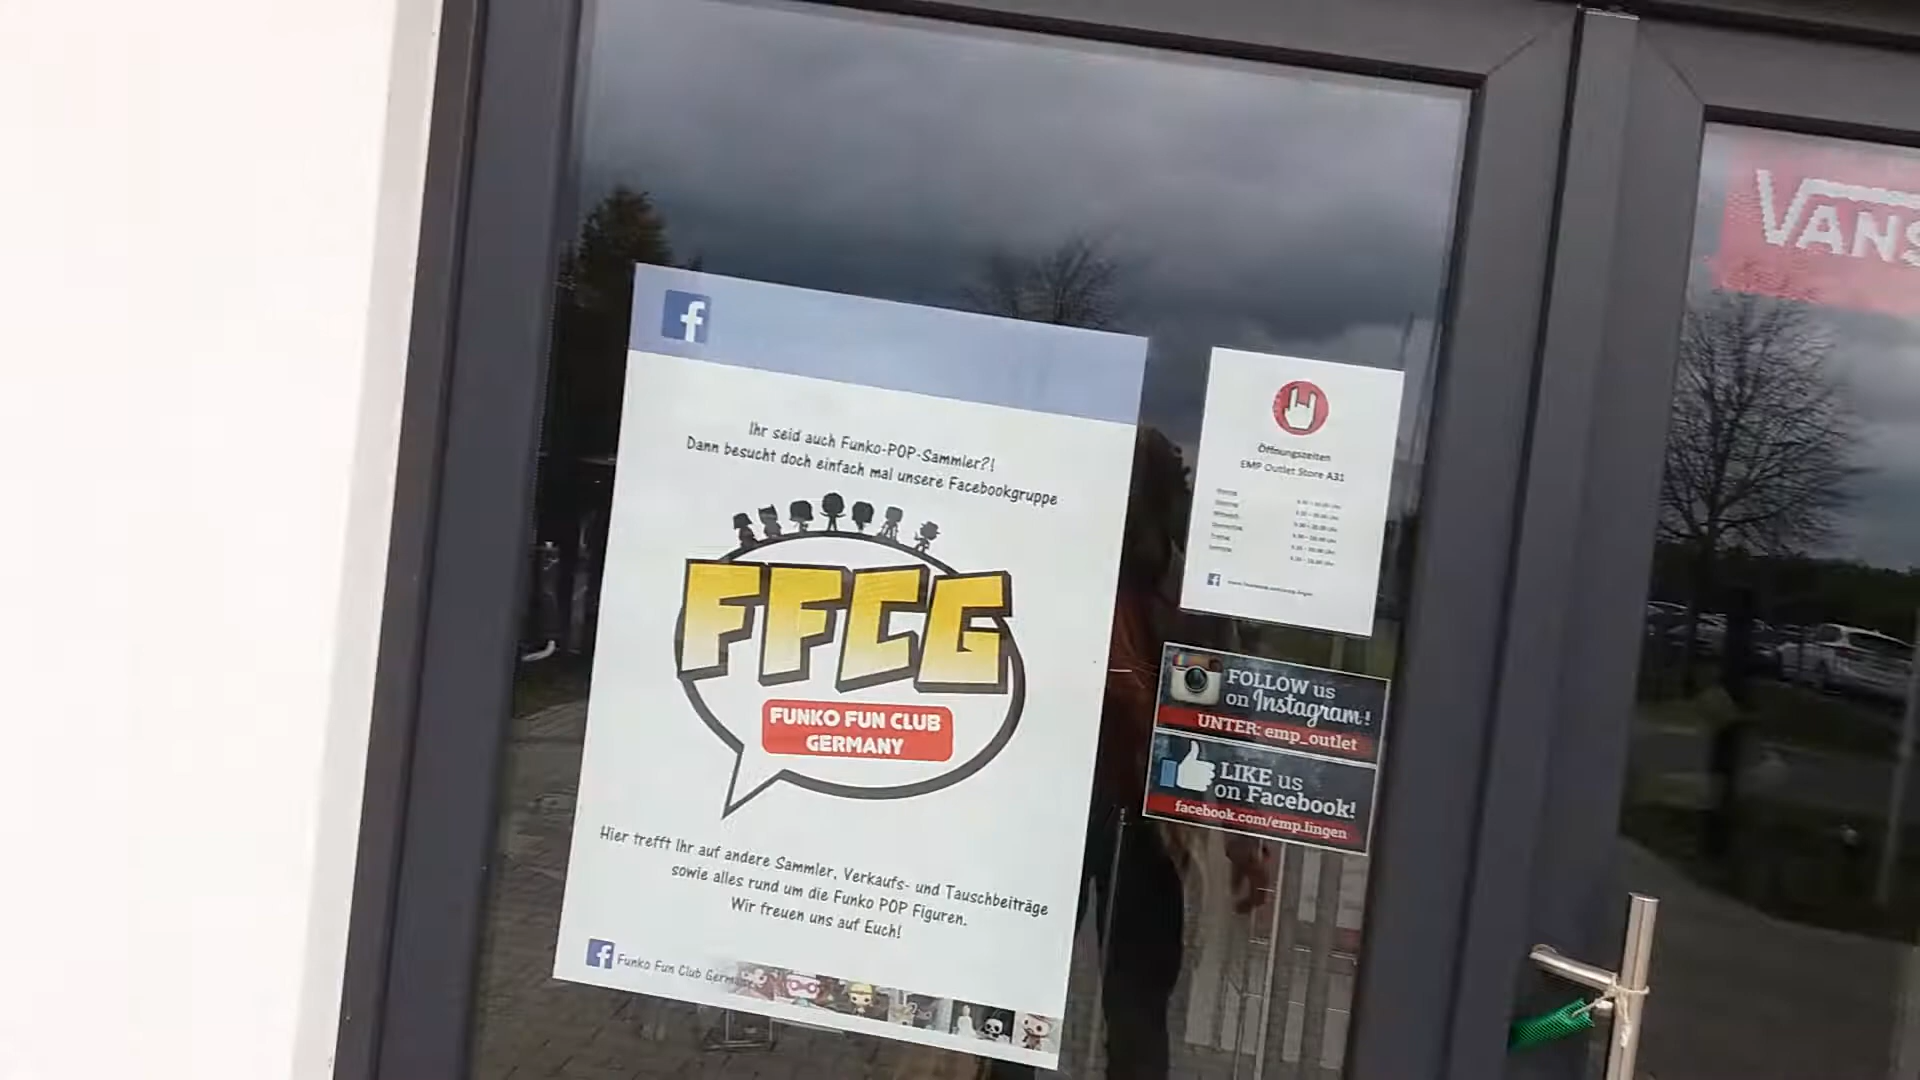 Ihr seid auch Funko-POP-Sammler?!
Dann besucht doch einfach mal unsere Facebookgruppe
FFCG
FUNKO FUN CLUB
GERMANY
Hier trefft Ihr auf andere Sammler, Verkaufs- und Tauschbeiträge
sowie alles rund um die Funko POP Figuren.
Wir freuen uns auf Euch!
Funko Fun Club
Öffnungszeiten
EMP Outlet Store A31
FOLLOW us
on Instagram!
UNTER: emp_outlet
LIKE us
on Facebook!
facebook.com/emp.lingen
VANS